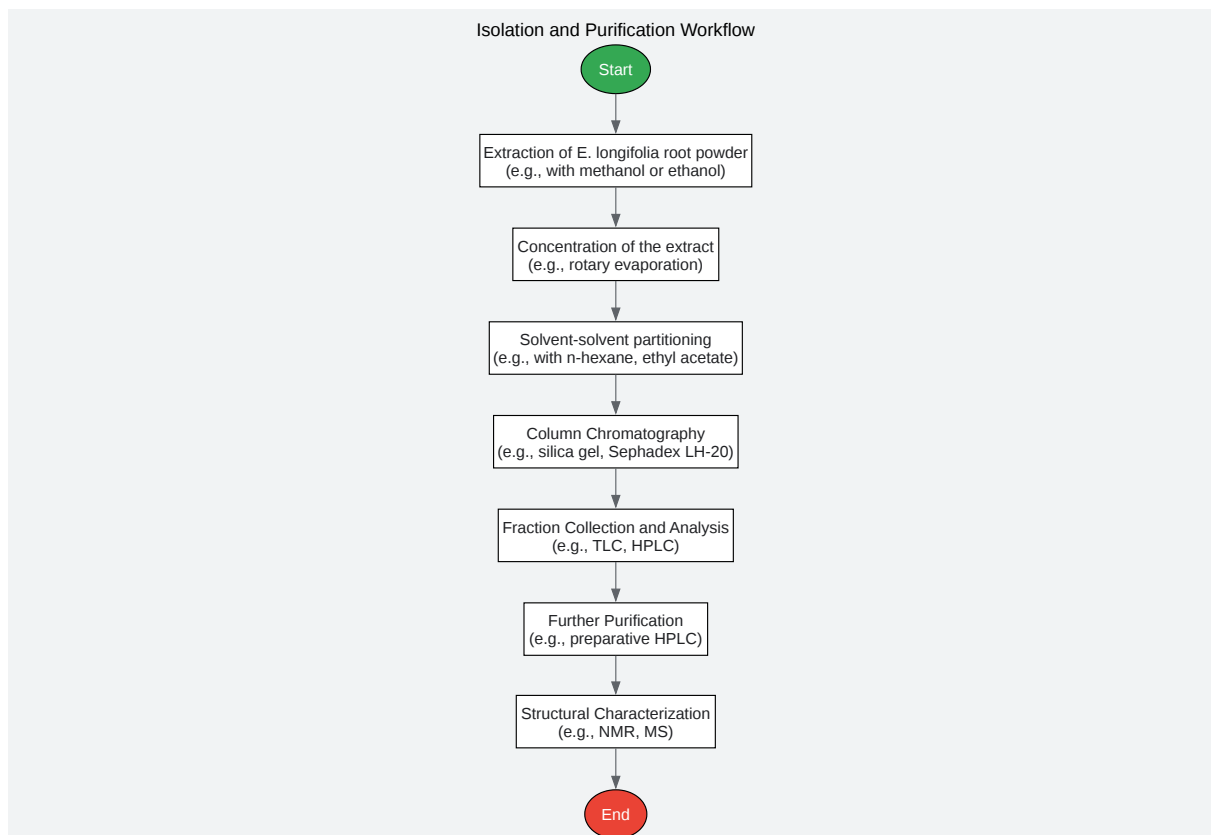 Isolation and Purification Workflow
Start
Extraction of E. longifolia root powder
(e.g., with methanol or ethanol)
Concentration of the extract
(e.g., rotary evaporation)
Solvent-solvent partitioning
(e.g., with n-hexane, ethyl acetate)
Column Chromatography
(e.g., silica gel, Sephadex LH-20)
Fraction Collection and Analysis
(e.g., TLC, HPLC)
Further Purification
(e.g., preparative HPLC)
Structural Characterization
(e.g., NMR, MS)
End